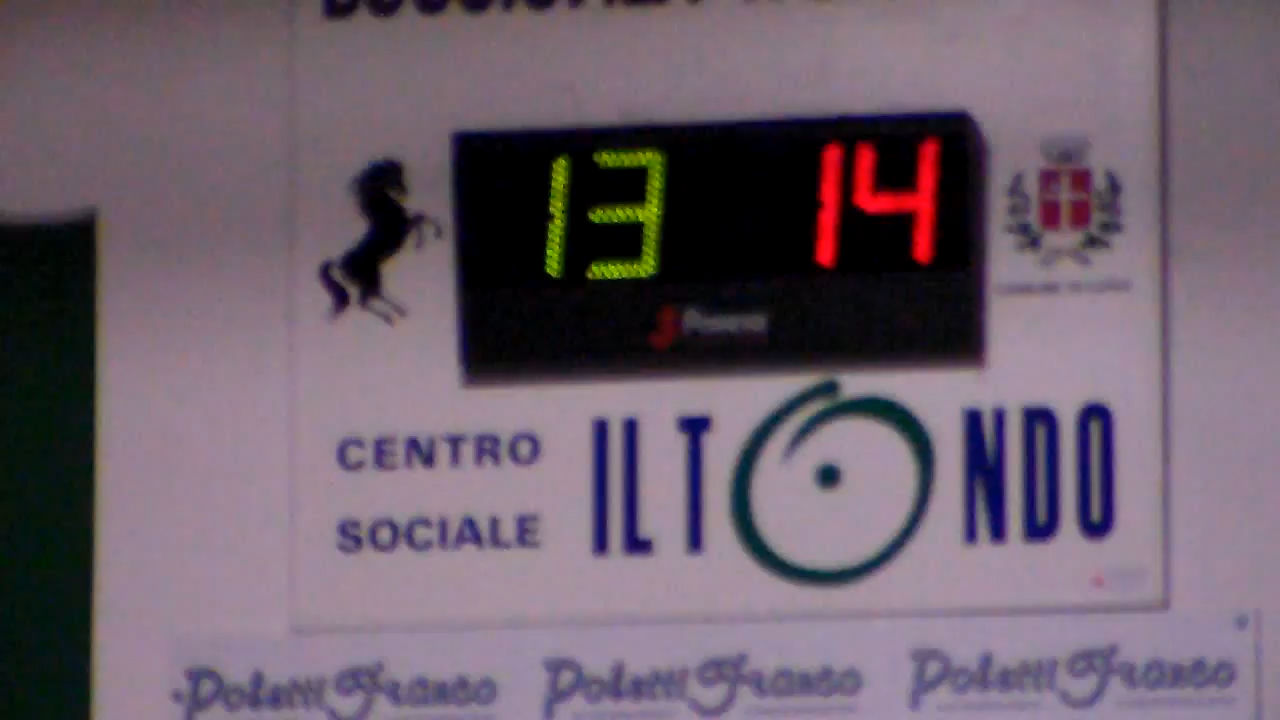 13 14
CENTRO
SOCIALE
IL TONDO
Poletti Franco Poletti Franco Poletti Franco